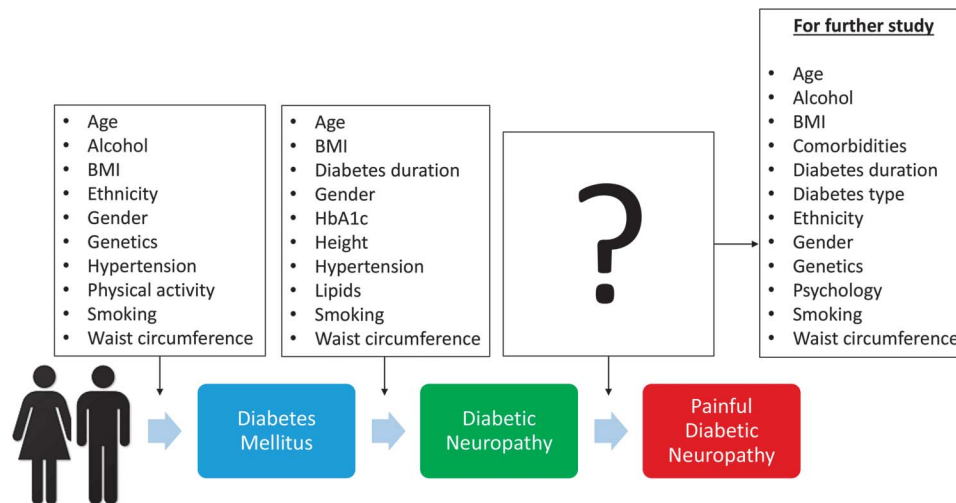 For further study
• Age
• Alcohol
• BMI
• Comorbidities
• Diabetes duration
• Diabetes type
• Ethnicity
• Gender
• Genetics
• Psychology
• Smoking
• Waist circumference
• Age
• Alcohol
• BMI
• Ethnicity
• Gender
• Genetics
• Hypertension
• Physical activity
• Smoking
• Waist circumference
• Age
• BMI
• Diabetes duration
• Gender
• HbA1c
• Height
• Hypertension
• Lipids
• Smoking
• Waist circumference
?
Diabetes
Mellitus
Diabetic
Neuropathy
Painful
Diabetic
Neuropathy